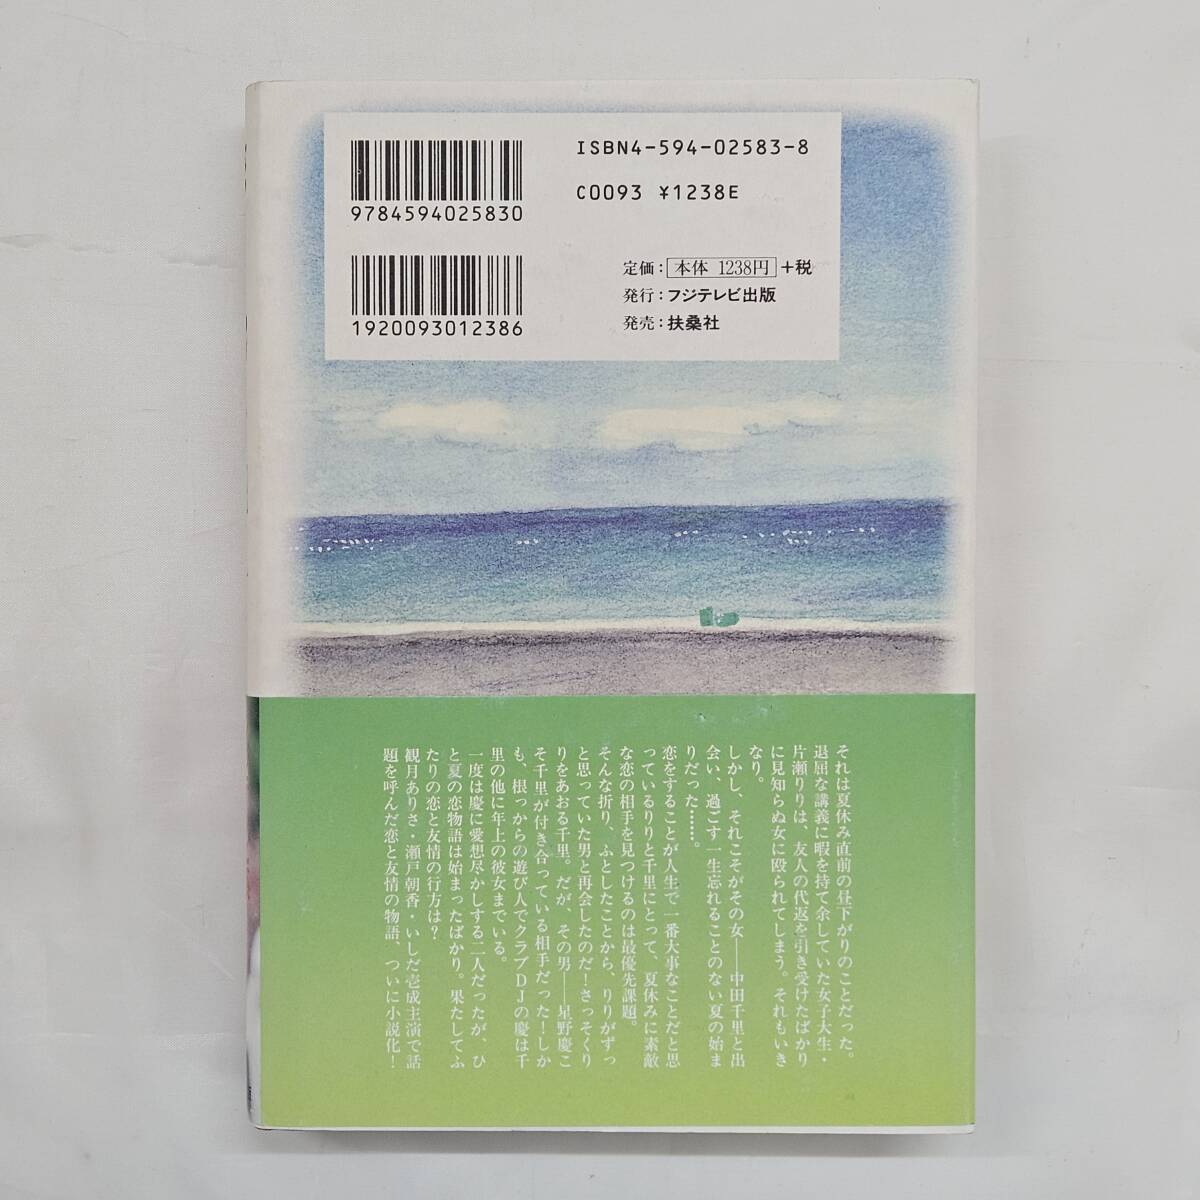 ISBN4-594-02583-8
C0093 ¥1238E
9784594025830
1920093012386
定価：本体 1238円+税
発行：フジテレビ出版
発売：扶桑社
それは夏休み直前の昼下がりのことだった。
退屈な講義に暇を持て余していた女子大生・
片瀬りりは、友人の代返を引き受けたばかり
に見知らぬ女に殴られてしまう。それもいき
なり。
しかし、それこそがその女――中田千里と出
会い、過ごす一生忘れることのない夏の始ま
りだった……。
恋をすることが人生で一番大事なことだと思
っているりりと千里にとって、夏休みに素敵
な恋の相手を見つけるのは最優先課題。
そんな折り、ふとしたことから、りりがずっ
と思っていた男と再会したのだ！さっそくり
りをあおる千里。だが、その男――星野慶こ
そ千里が付き合っている相手だった！しか
も、根っからの遊び人でクラブDJの慶は千
里の他に年上の彼女までいる。
一度は慶に愛想尽かしする二人だったが、ひ
と夏の恋物語は始まったばかり。果たしてふ
たりの恋と友情の行方は？
観月ありさ・瀬戸朝香・いしだ壱成主演で話
題を呼んだ恋と友情の物語、ついに小説化！